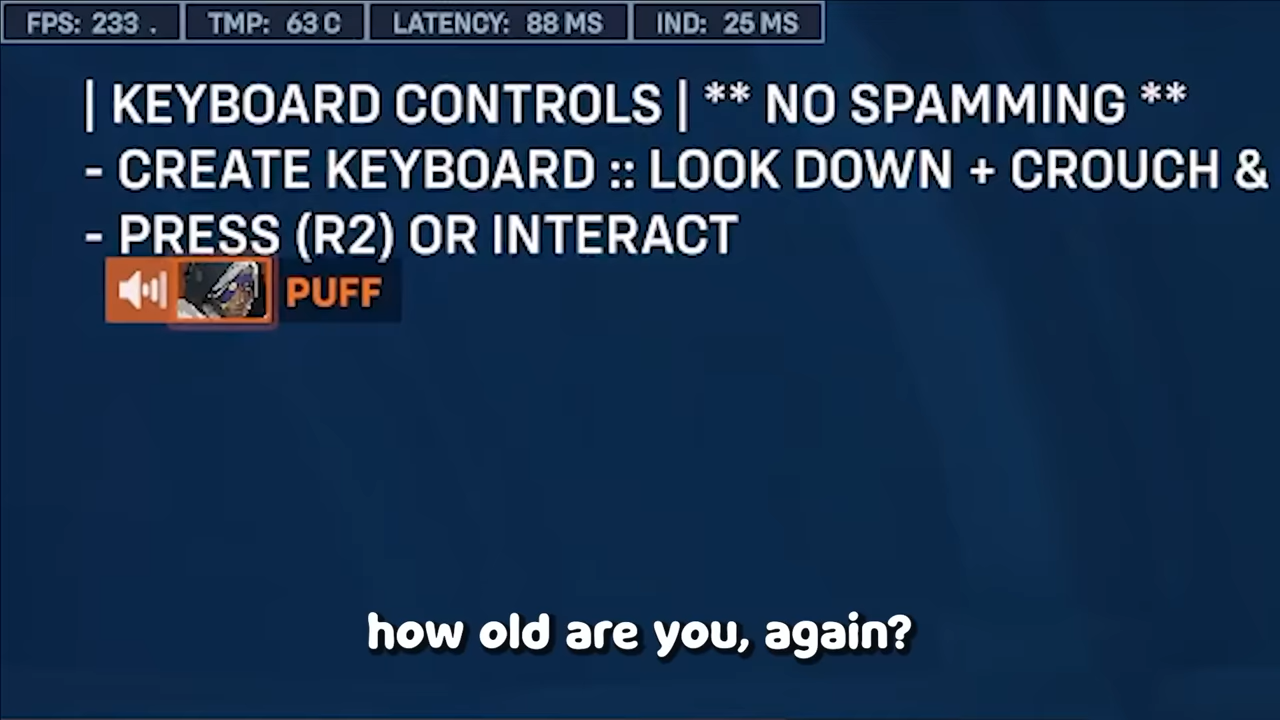 FPS: 233 . TMP: 63 C LATENCY: 88 MS IND: 25 MS
| KEYBOARD CONTROLS | ** NO SPAMMING **
- CREATE KEYBOARD :: LOOK DOWN + CROUCH &
- PRESS (R2) OR INTERACT
PUFF
how old are you, again?